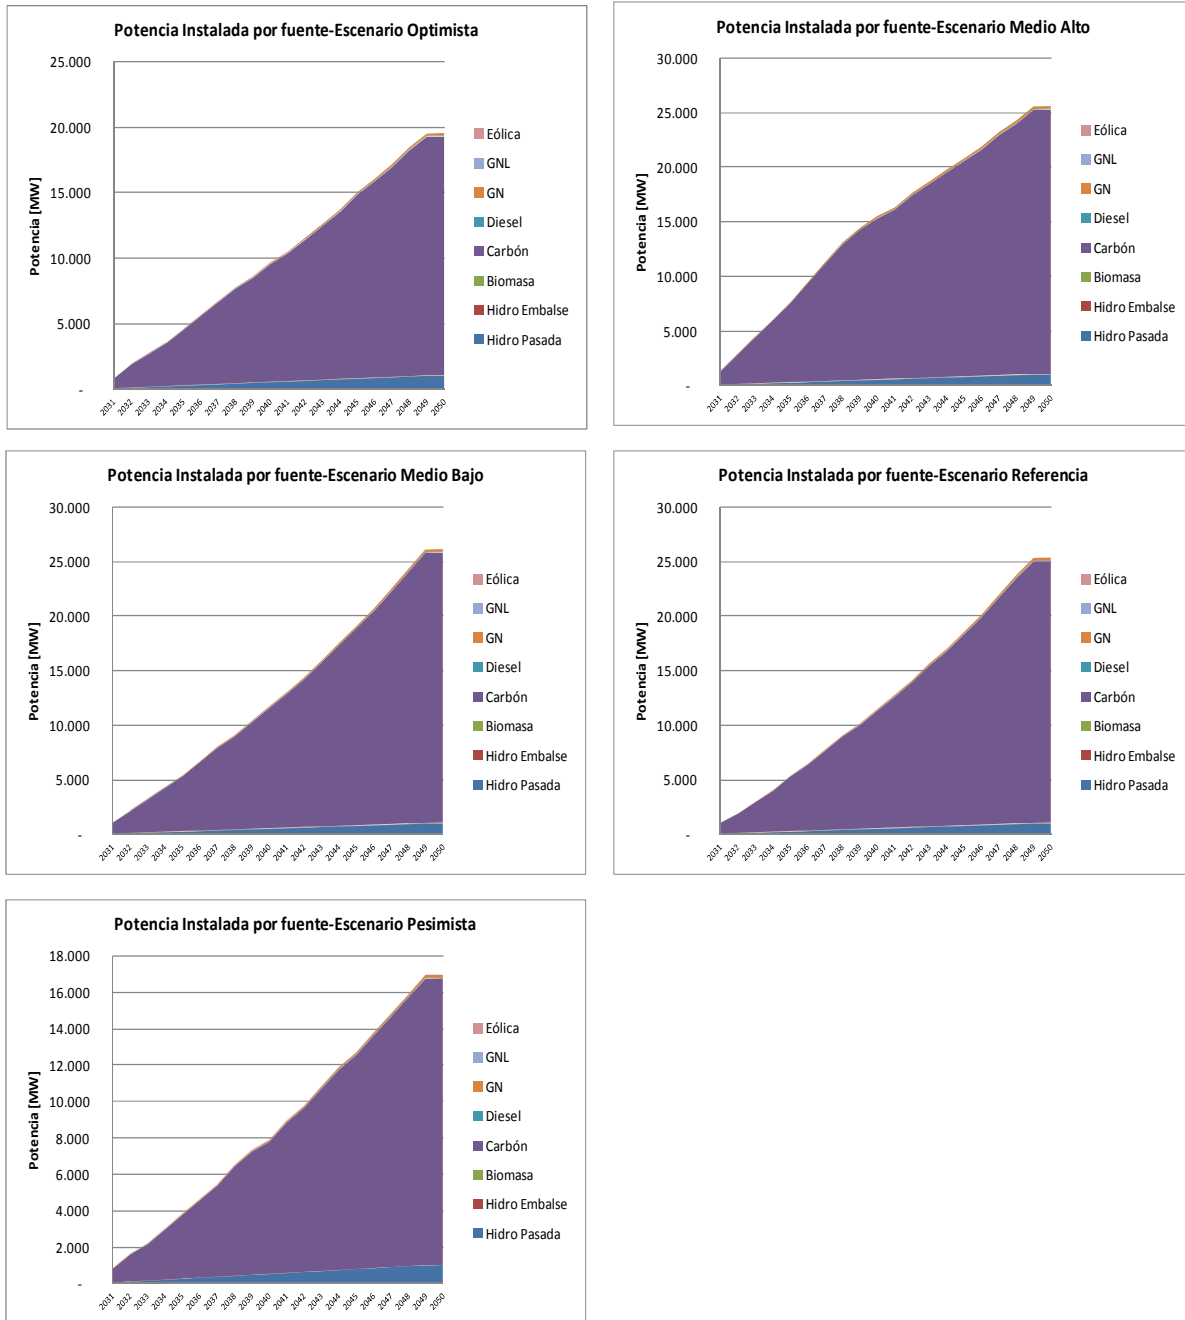 Potencia Instalada por fuente-Escenario Optimista
Potencia [MW]
25.000
20.000
15.000
10.000
5.000
-
2031 2032 2033 2034 2035 2036 2037 2038 2039 2040 2041 2042 2043 2044 2045 2046 2047 2048 2049 2050
Eólica
GNL
GN
Diesel
Carbón
Biomasa
Hidro Embalse
Hidro Pasada
Potencia Instalada por fuente-Escenario Medio Alto
Potencia [MW]
30.000
25.000
20.000
15.000
10.000
5.000
-
2031 2032 2033 2034 2035 2036 2037 2038 2039 2040 2041 2042 2043 2044 2045 2046 2047 2048 2049 2050
Eólica
GNL
GN
Diesel
Carbón
Biomasa
Hidro Embalse
Hidro Pasada
Potencia Instalada por fuente-Escenario Medio Bajo
Potencia [MW]
30.000
25.000
20.000
15.000
10.000
5.000
-
2031 2032 2033 2034 2035 2036 2037 2038 2039 2040 2041 2042 2043 2044 2045 2046 2047 2048 2049 2050
Eólica
GNL
GN
Diesel
Carbón
Biomasa
Hidro Embalse
Hidro Pasada
Potencia Instalada por fuente-Escenario Referencia
Potencia [MW]
30.000
25.000
20.000
15.000
10.000
5.000
-
2031 2032 2033 2034 2035 2036 2037 2038 2039 2040 2041 2042 2043 2044 2045 2046 2047 2048 2049 2050
Eólica
GNL
GN
Diesel
Carbón
Biomasa
Hidro Embalse
Hidro Pasada
Potencia Instalada por fuente-Escenario Pesimista
Potencia [MW]
18.000
16.000
14.000
12.000
10.000
8.000
6.000
4.000
2.000
-
2031 2032 2033 2034 2035 2036 2037 2038 2039 2040 2041 2042 2043 2044 2045 2046 2047 2048 2049 2050
Eólica
GNL
GN
Diesel
Carbón
Biomasa
Hidro Embalse
Hidro Pasada